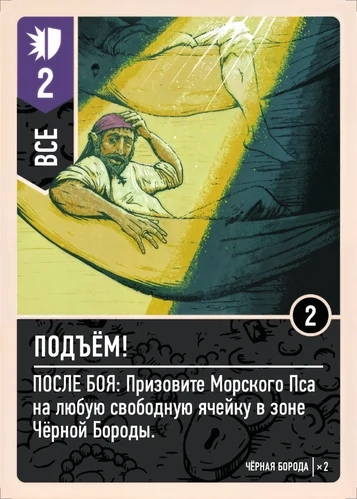 2
ВСЕ
2
ПОДЪЁМ!
ПОСЛЕ БОЯ: Призовите Морского Пса
на любую свободную ячейку в зоне
Чёрной Бороды.
ЧЁРНАЯ БОРОДА | ×2